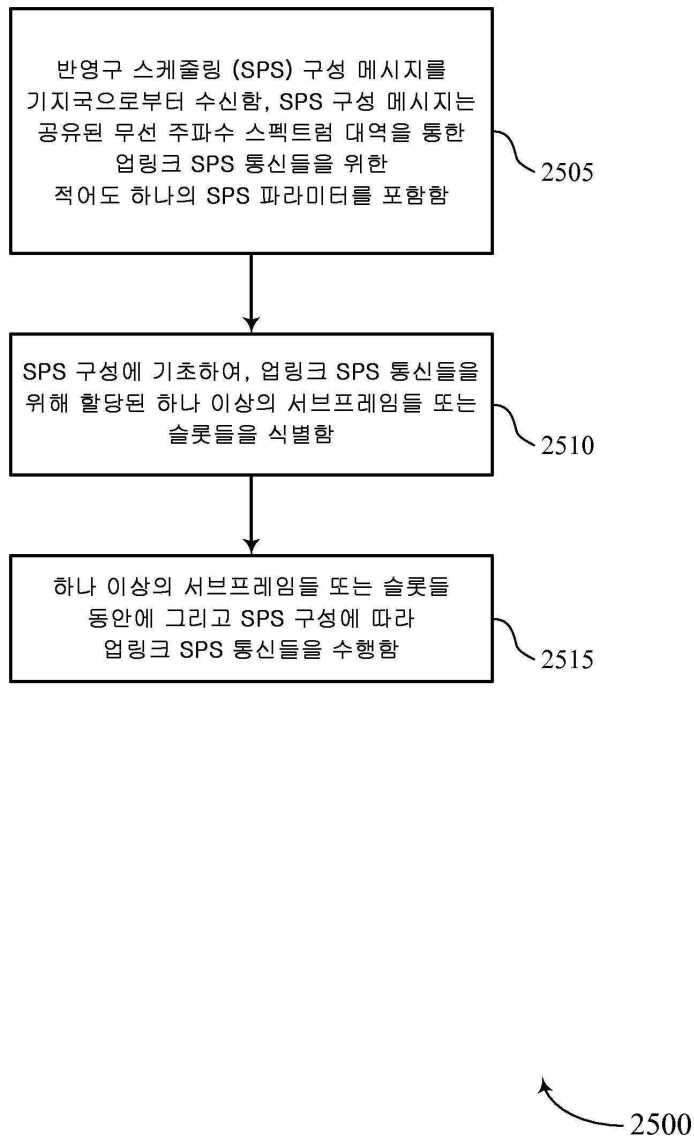 반영구 스케줄링 (SPS) 구성 메시지를
기지국으로부터 수신함, SPS 구성 메시지는
공유된 무선 주파수 스펙트럼 대역을 통한
업링크 SPS 통신들을 위한
적어도 하나의 SPS 파라미터를 포함함
2505
SPS 구성에 기초하여, 업링크 SPS 통신들을
위해 할당된 하나 이상의 서브프레임들 또는
슬롯들을 식별함
2510
하나 이상의 서브프레임들 또는 슬롯들
동안에 그리고 SPS 구성에 따라
업링크 SPS 통신들을 수행함
2515
2500